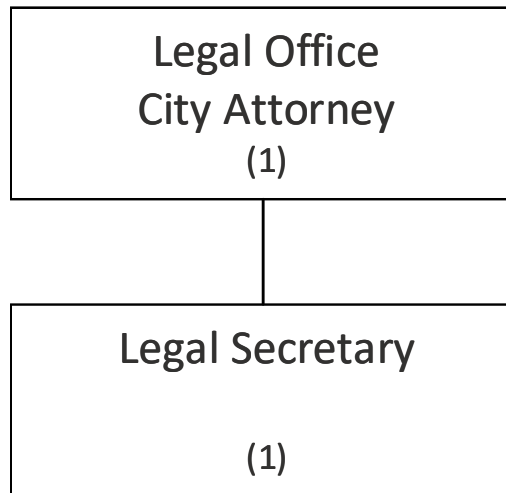 Legal Office
City Attorney
(1)
Legal Secretary
(1)